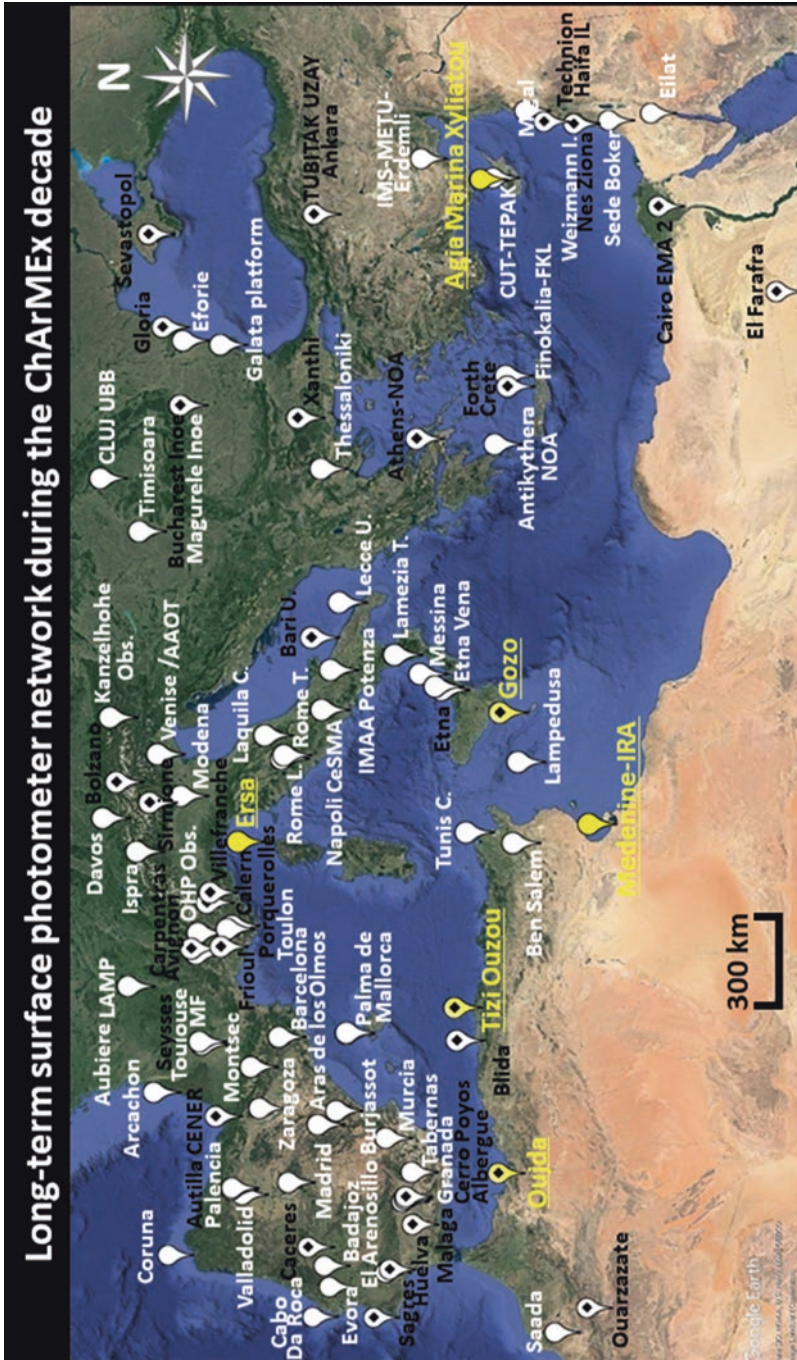 Long-term surface photometer network during the ChArMEx decade
N
Coruna
Arcachon
Aubiere LAMP
Davos
Bolzano
Kanzelhohe
Obs.
CLUJ UBB
Timisoara
Bucharest Inoe
Magurele Inoe
Gloria
Eforie
Galata platform
Sevastopol
Autilla CENER
Palencia
Valladolid
Seysses
Toulouse
MF
Montsec
Carpentras
Avignon
OHP Obs.
Ispra
Sirmione
Venise /AAOT
Modena
Villefranche
Calern
Porquerolles
Frioul
Toulon
Ersa
Laquila C.
Rome L.
Rome T.
Napoli CeSMA
IMAA Potenza
Bari U.
Lecce U.
Lamezia T.
Messina
Etna Vena
Etna
Gozo
Lampedusa
Xanthi
Thessaloniki
Athens-NOA
Antikythera
NOA
Forth
Crete
Finokalia-FKL
TUBITAK UZAY
Ankara
IMS-METU-
Erdemli
Agia Marina Xyliatou
CUT-TEPAK
Technion
Haifa IL
Weizmann I.
Nes Ziona
Sede Boker
Eilat
Cairo EMA 2
El Farafra
Barcelona
Zaragoza
Aras de los Olmos
Palma de
Mallorca
Madrid
Caceres
Cabo
Da Roca
Evora
Badajoz
El Arenosillo
Burjassot
Murcia
Tabernas
Granada
Cerro Poyos
Albergue
Malaga
Huelva
Sagres
Oujda
Blida
Tizi Ouzou
Tunis C.
Ben Salem
Medenine-IRA
Saada
Ouarzazate
300 km
Google Earth